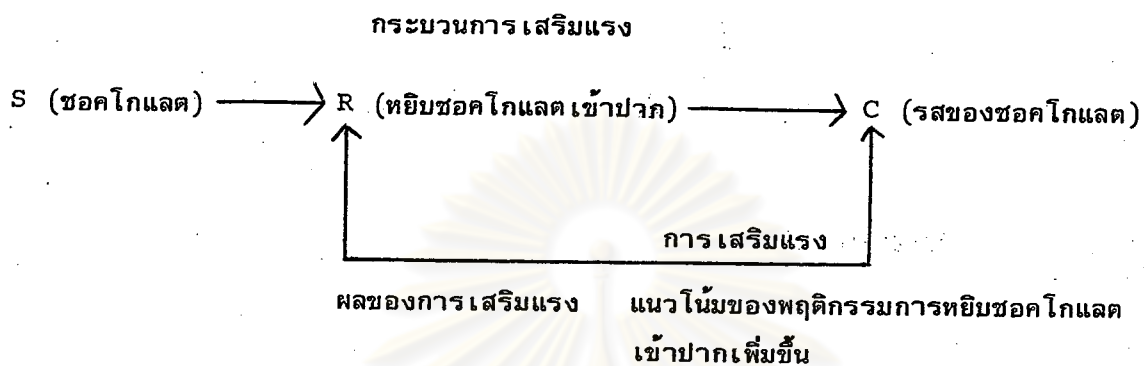 กระบวนการเสริมแรง
S (ชอคโกแลต) → R (หยิบชอคโกแลตเข้าปาก) → C (รสของชอคโกแลต)
การเสริมแรง
ผลของการเสริมแรง แนวโน้มของพฤติกรรมการหยิบชอคโกแลต
เข้าปากเพิ่มขึ้น